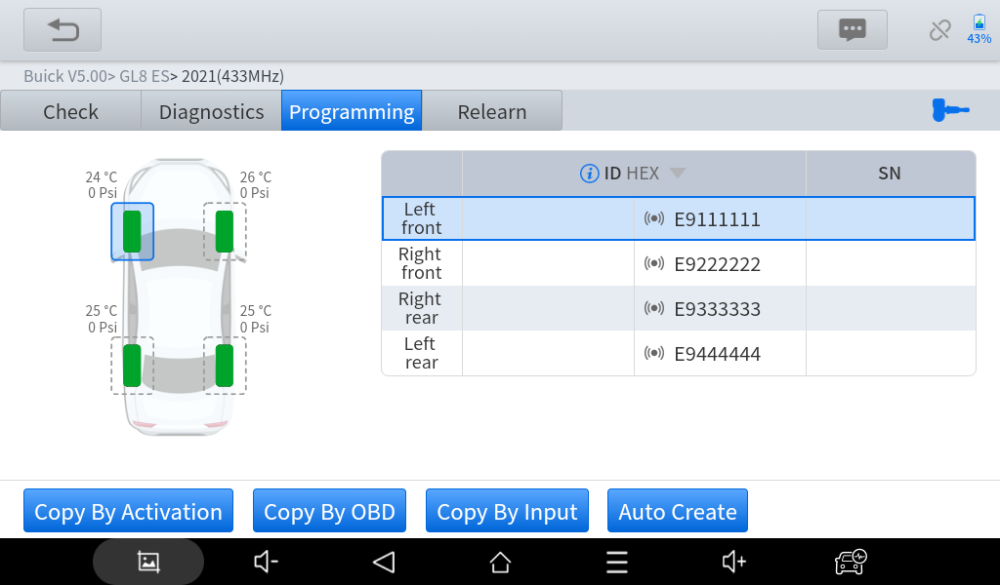 43%
Buick V5.00> GL8 ES> 2021(433MHz)
Check
Diagnostics
Programming
Relearn
24 °C
0 Psi
26 °C
0 Psi
25 °C
0 Psi
25 °C
0 Psi
i ID HEX
SN
Left
front
E9111111
Right
front
E9222222
Right
rear
E9333333
Left
rear
E9444444
Copy By Activation
Copy By OBD
Copy By Input
Auto Create